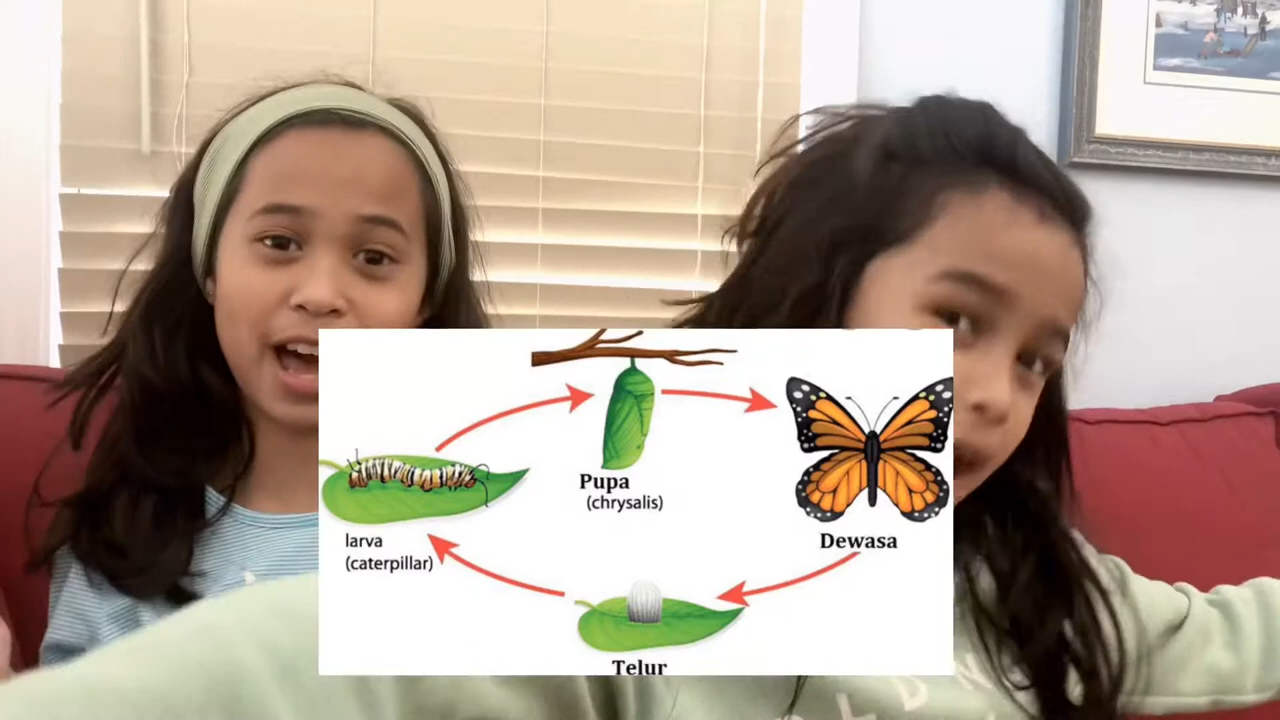 Pupa
(chrysalis)
larva
(caterpillar)
Dewasa
Telur